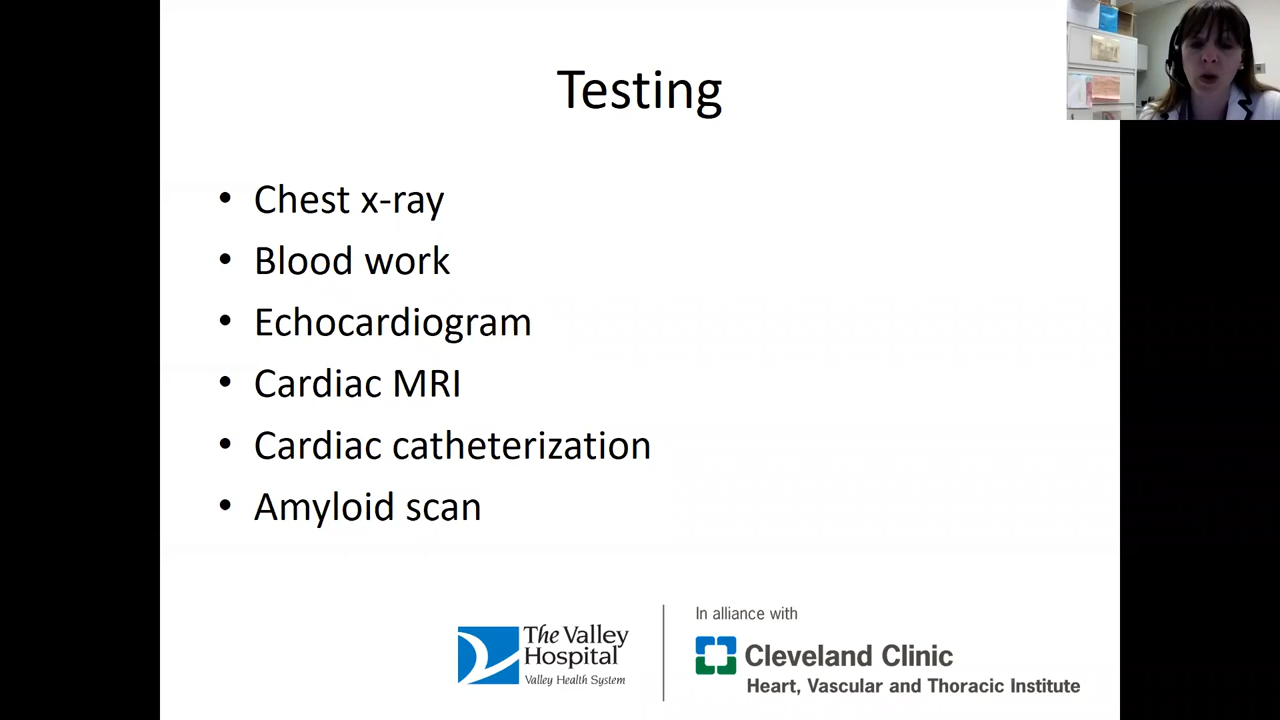 Testing
• Chest x-ray
• Blood work
• Echocardiogram
• Cardiac MRI
• Cardiac catheterization
• Amyloid scan
The Valley
Hospital
Valley Health System
In alliance with
Cleveland Clinic
Heart, Vascular and Thoracic Institute